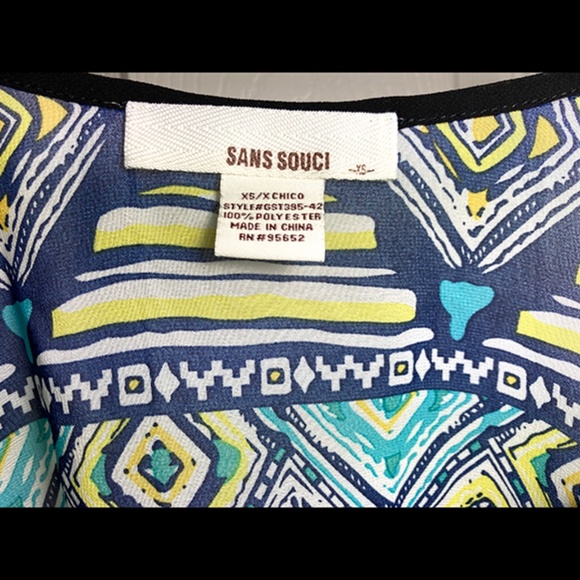 SANS SOUCI
XS
XS/X CHICO
STYLE#GST395-42
100% POLYESTER
MADE IN CHINA
RN #95652